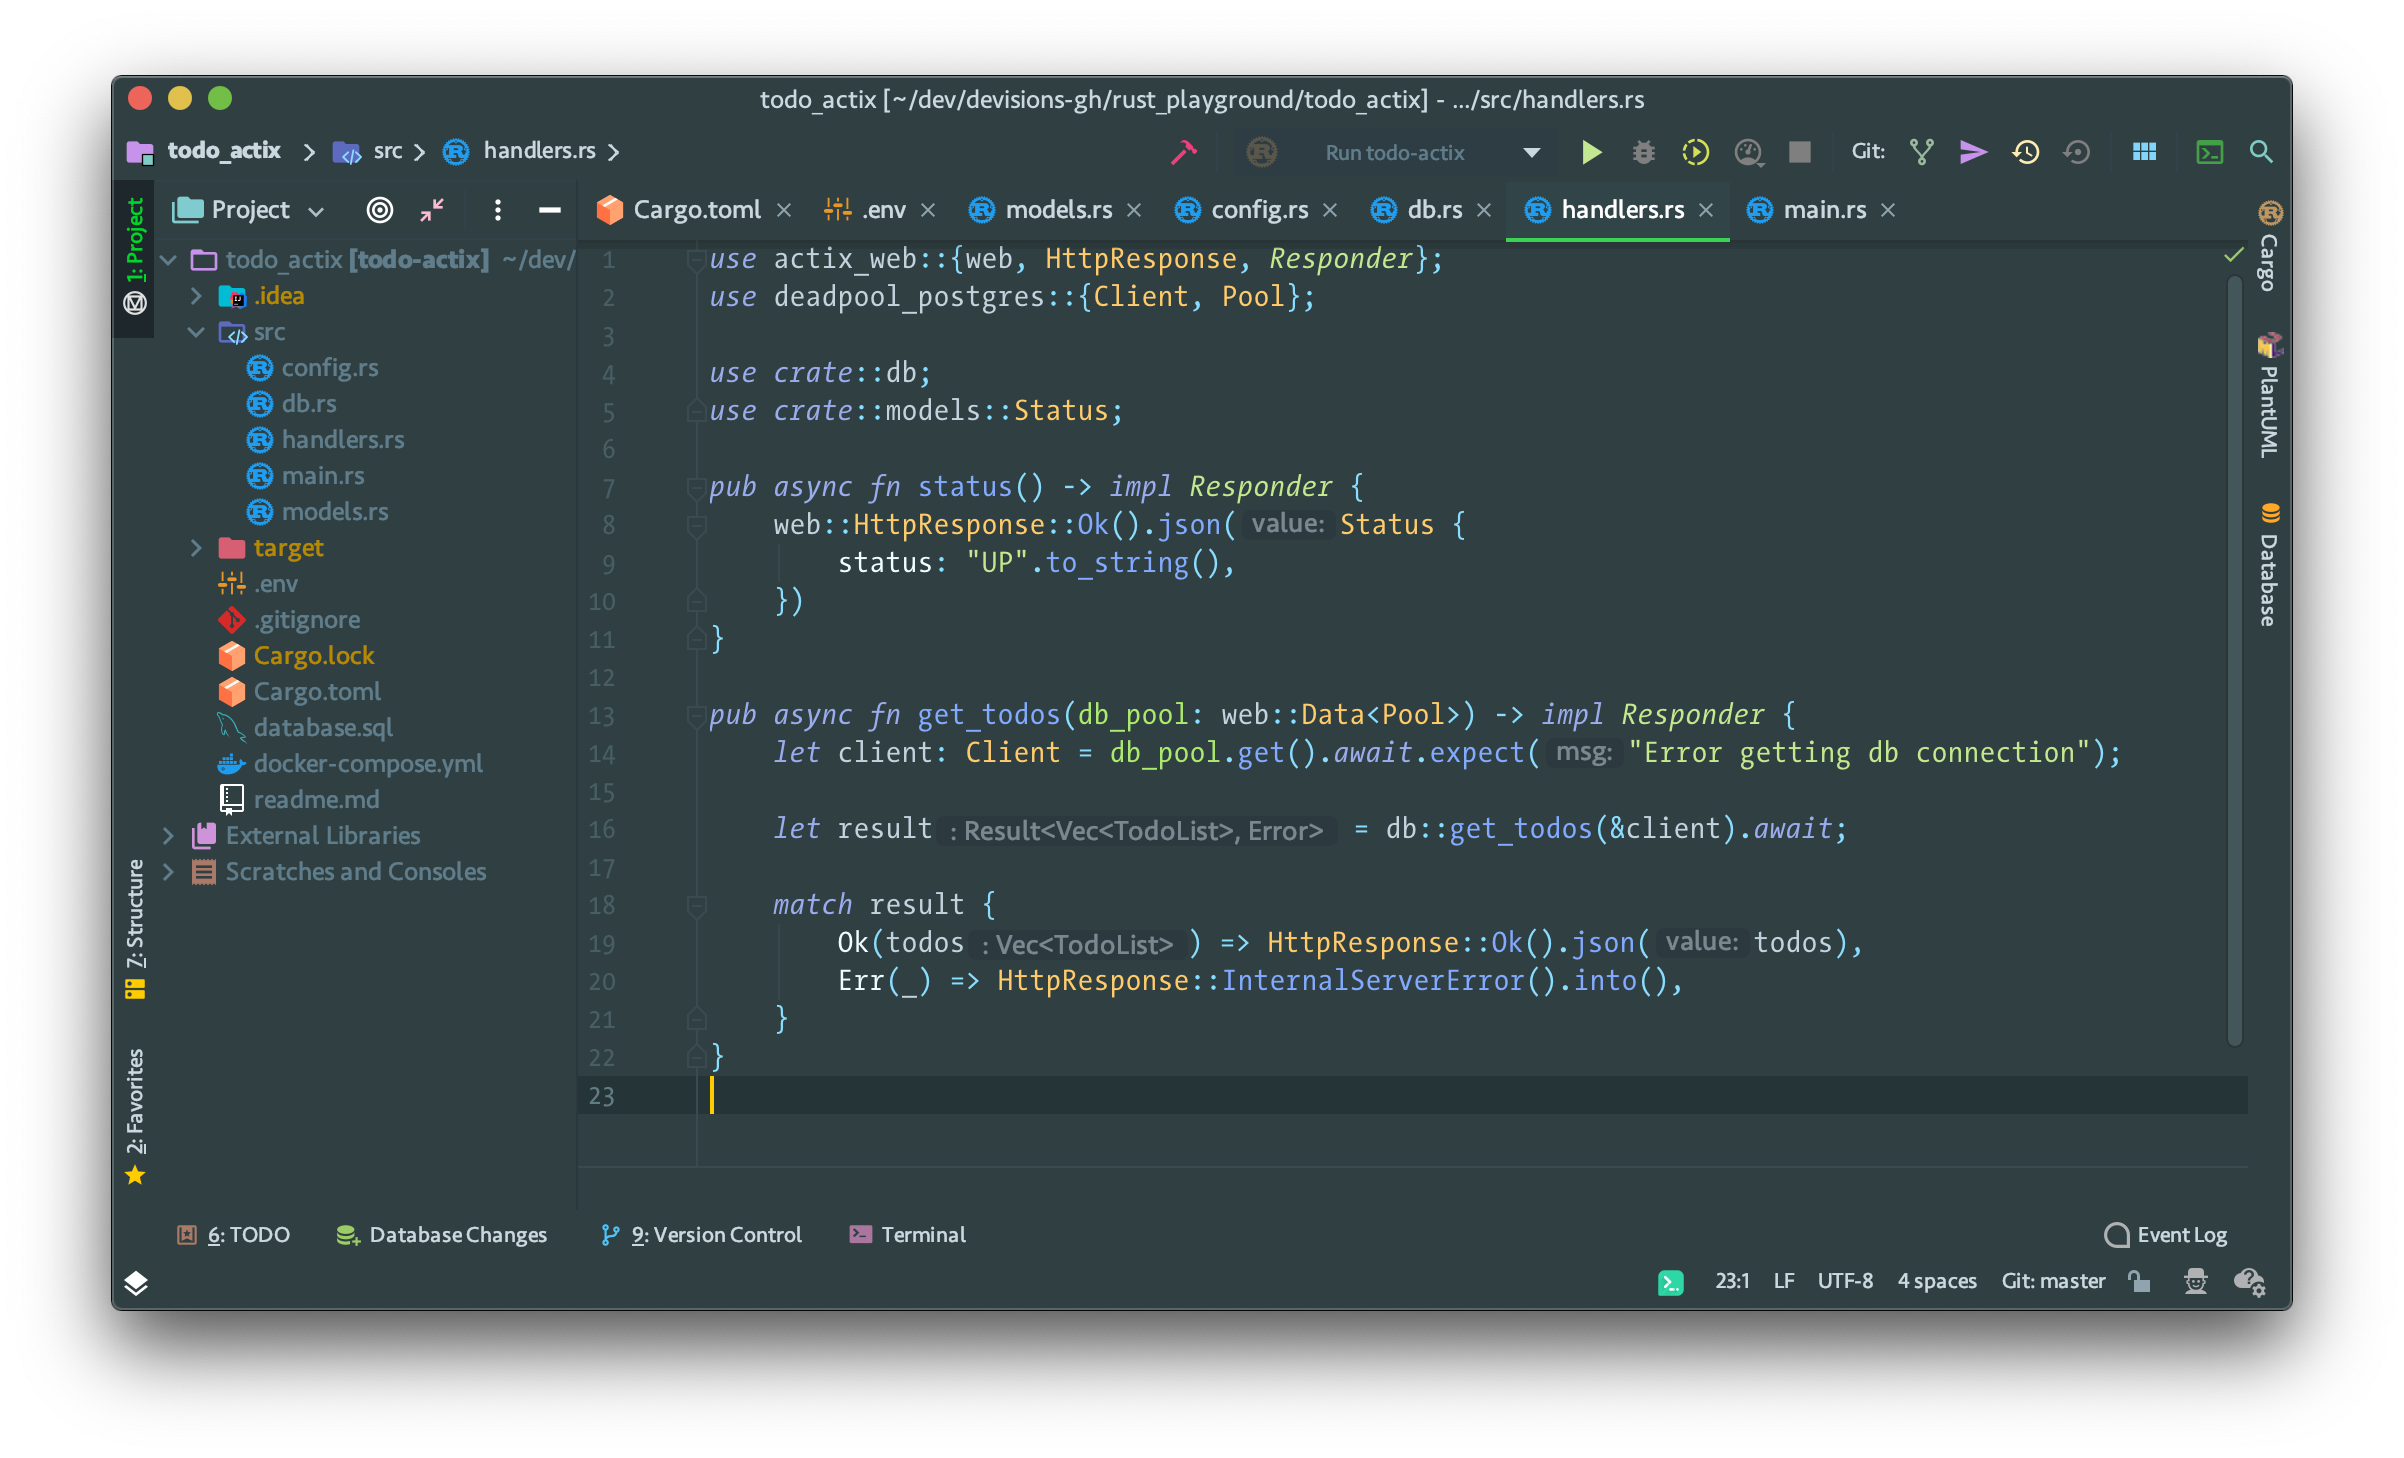 todo_actix [~/dev/devisions-gh/rust_playground/todo_actix] - .../src/handlers.rs
todo_actix src handlers.rs Run todo-actix Git:
1: Project
Project
Cargo.toml .env models.rs config.rs db.rs handlers.rs main.rs
todo_actix [todo-actix] ~/dev/
.idea
src
config.rs
db.rs
handlers.rs
main.rs
models.rs
target
.env
.gitignore
Cargo.lock
Cargo.toml
database.sql
docker-compose.yml
readme.md
External Libraries
Scratches and Consoles
7: Structure
2: Favorites
1 use actix_web::{web, HttpResponse, Responder};
2 use deadpool_postgres::{Client, Pool};
3
4 use crate::db;
5 use crate::models::Status;
6
7 pub async fn status() -> impl Responder {
8 web::HttpResponse::Ok().json( value: Status {
9 status: "UP".to_string(),
10 })
11 }
12
13 pub async fn get_todos(db_pool: web::Data<Pool>) -> impl Responder {
14 let client: Client = db_pool.get().await.expect( msg: "Error getting db connection");
15
16 let result : Result<Vec<TodoList>, Error> = db::get_todos(&client).await;
17
18 match result {
19 Ok(todos : Vec<TodoList> ) => HttpResponse::Ok().json( value: todos),
20 Err(_) => HttpResponse::InternalServerError().into(),
21 }
22 }
23
Cargo
PlantUML
Database
6: TODO Database Changes 9: Version Control Terminal Event Log
23:1 LF UTF-8 4 spaces Git: master